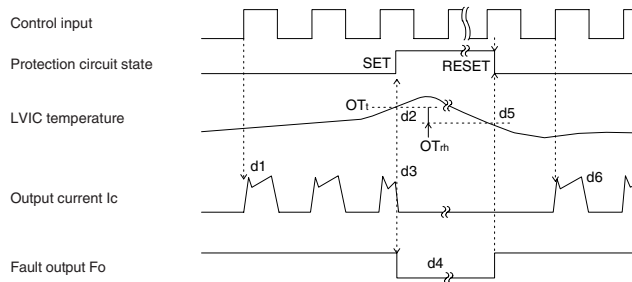 Control input
Protection circuit state
SET
RESET
LVIC temperature
OTt
d2
d5
OTrh
Output current Ic
d1
d3
d6
Fault output Fo
d4